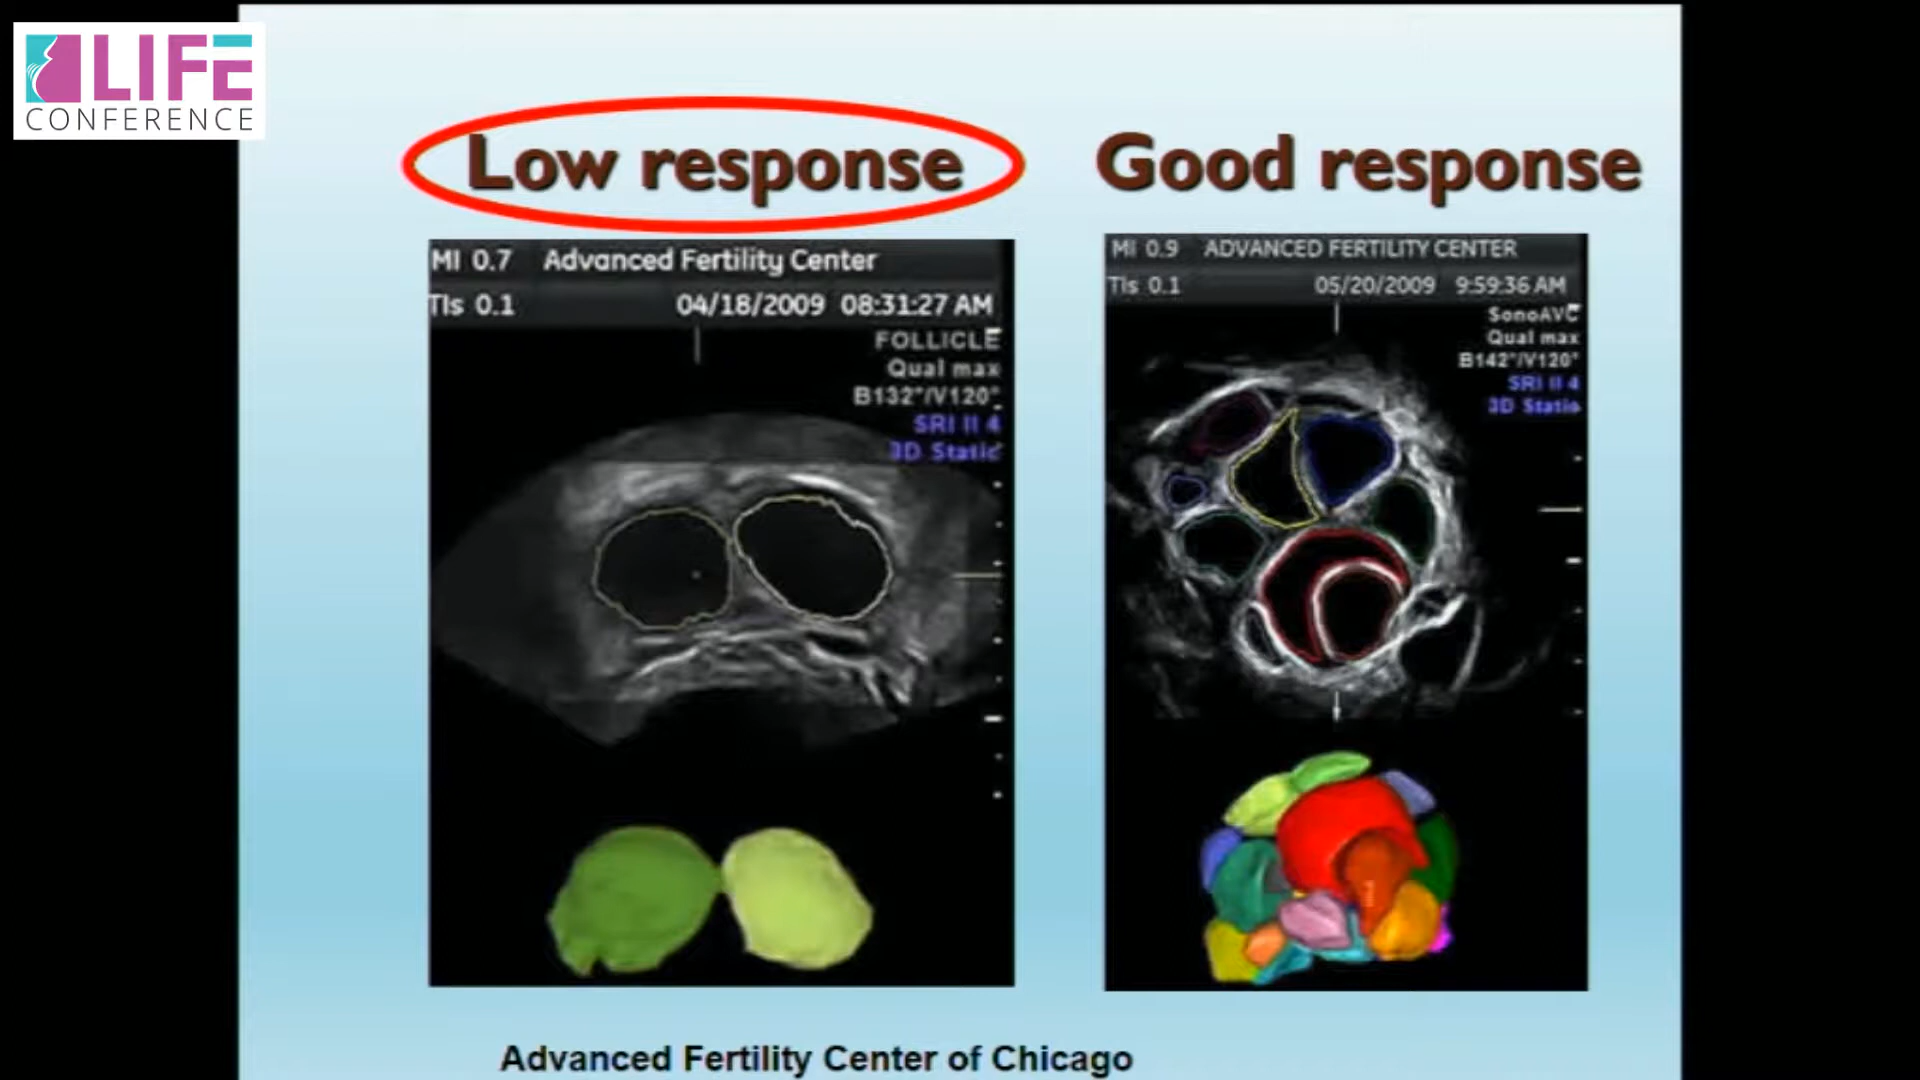 LIFE
CONFERENCE
Low response
Good response
MI 0.7 Advanced Fertility Center
TIs 0.1 04/18/2009 08:31:27 AM
FOLLICLE
Qual max
B132°/V120°
SRI II 4
3D Static
MI 0.9 ADVANCED FERTILITY CENTER
TIs 0.1 05/20/2009 9:59:36 AM
SonoAVC
Qual max
B142°/V120°
SRI II 4
3D Static
Advanced Fertility Center of Chicago